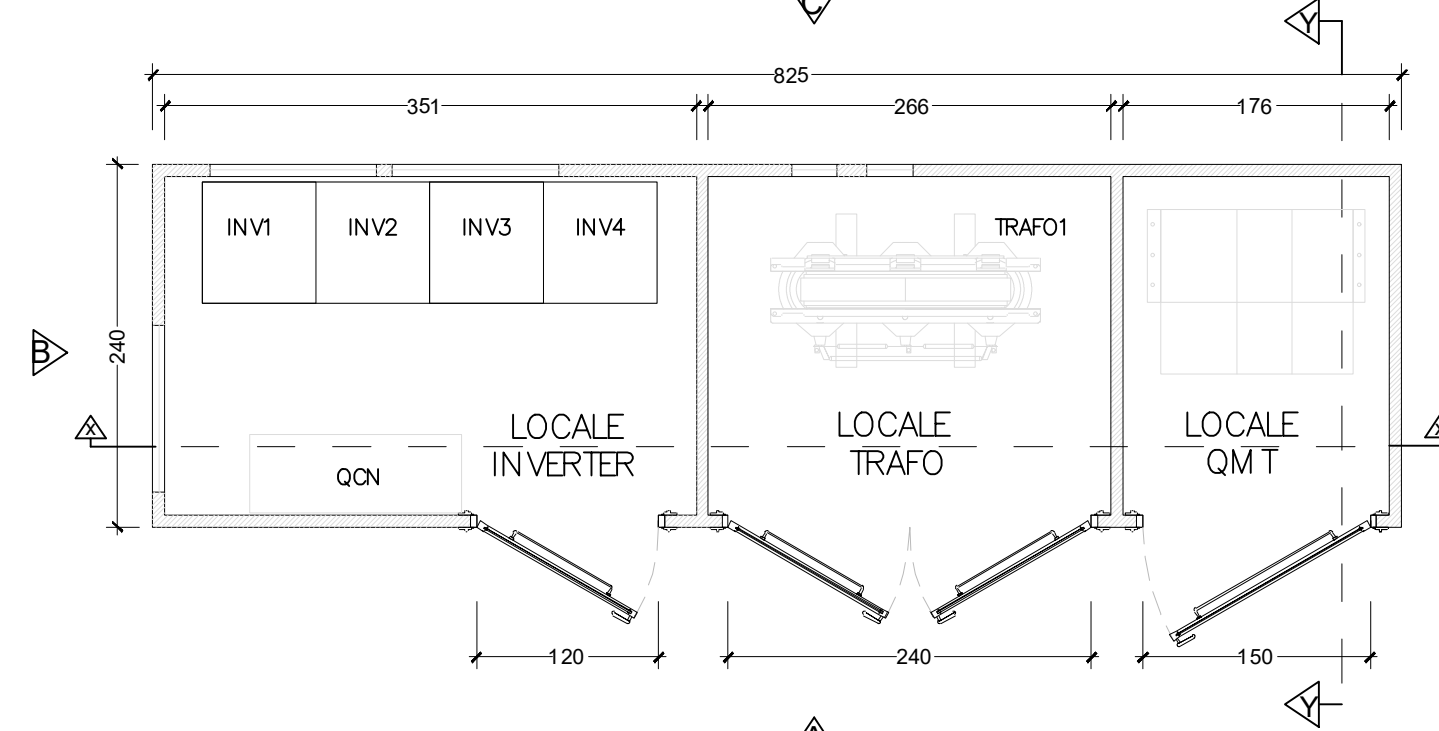 C
Y
825
351
266
176
INV1
INV2
INV3
INV4
TRAFO1
240
B
X
X
LOCALE
INVERTER
LOCALE
TRAFO
LOCALE
QMT
QCN
120
240
150
Y
A